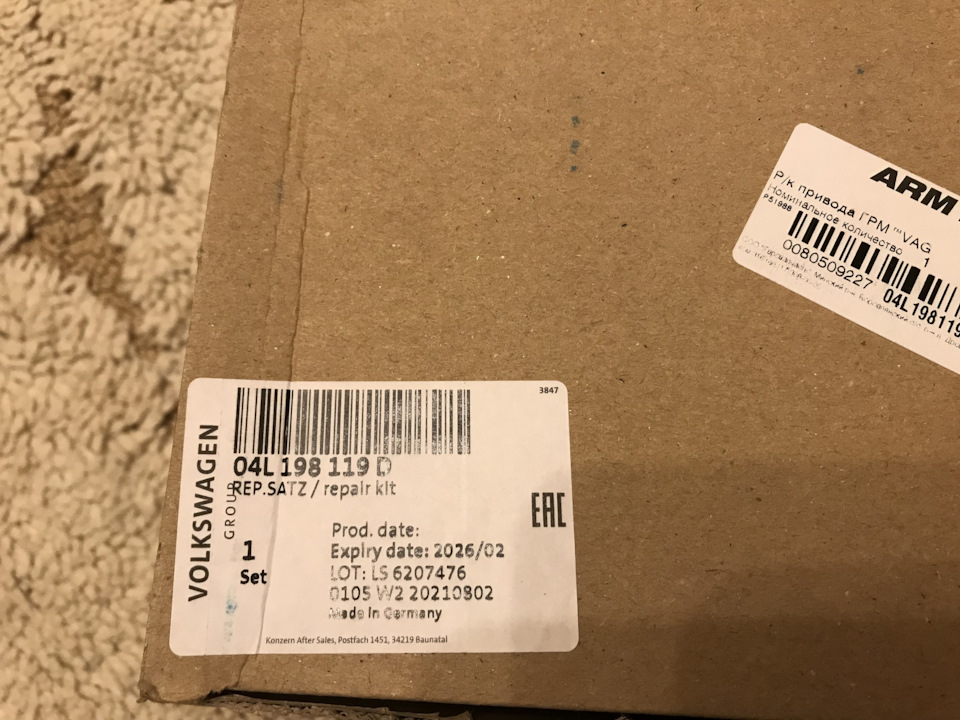 ARM
Р/к привода ГРМ ™VAG
Номинальное количество 1
P51988
0080509227
04L198119
3847
VOLKSWAGEN
GROUP
04L 198 119 D
REP.SATZ / repair kit
EAC
1
Set
Prod. date:
Expiry date: 2026/02
LOT: LS 6207476
0105 W2 20210802
Made in Germany
Konzern After Sales, Postfach 1451, 34219 Baunatal